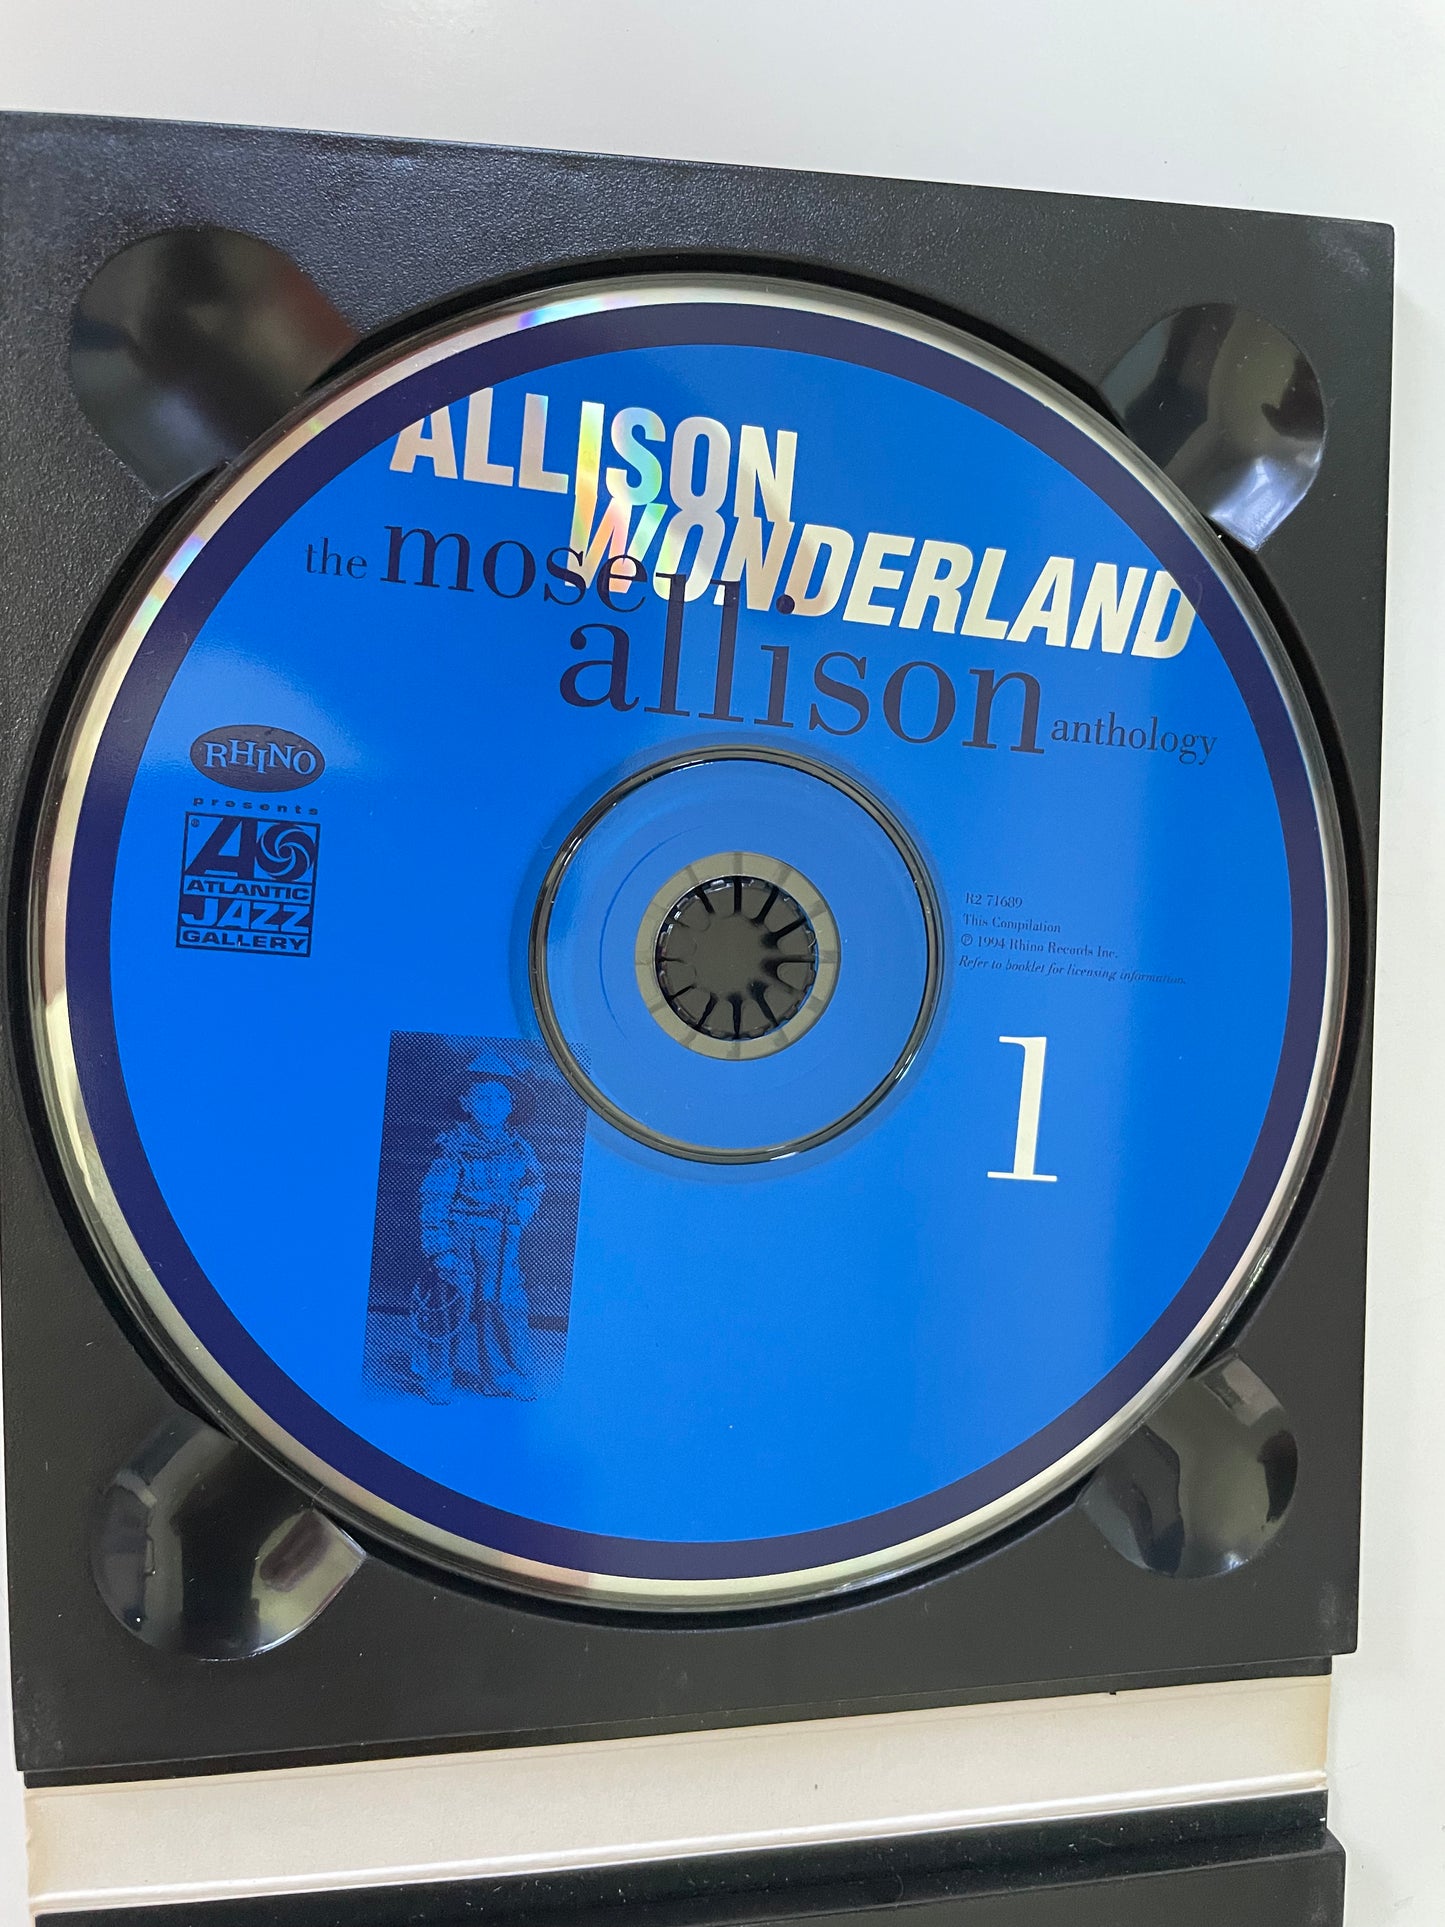 ALLISON
WONDERLAND
the mose
allison anthology
RHINO
presents
A
ATLANTIC
JAZZ
GALLERY
R2 71689
This Compilation
℗ 1994 Rhino Records Inc.
Refer to booklet for licensing information.
1